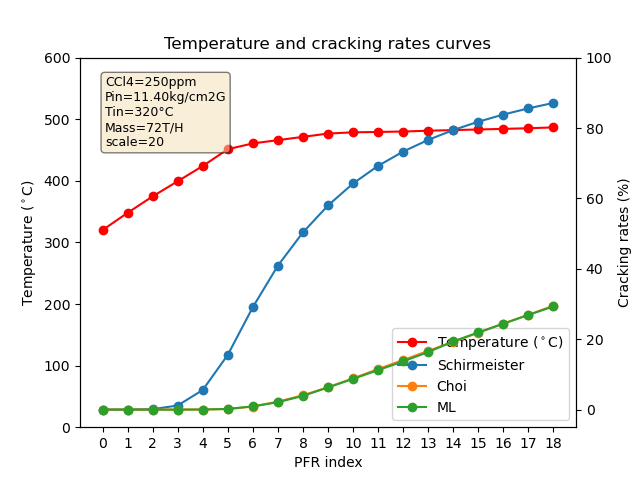 Temperature and cracking rates curves
CCl4=250ppm
Pin=11.40kg/cm2G
Tin=320°C
Mass=72T/H
scale=20
Temperature (°C)
600
500
400
300
200
100
0
Cracking rates (%)
100
80
60
40
20
0
Temperature (°C)
Schirmeister
Choi
ML
0 1 2 3 4 5 6 7 8 9 10 11 12 13 14 15 16 17 18
PFR index